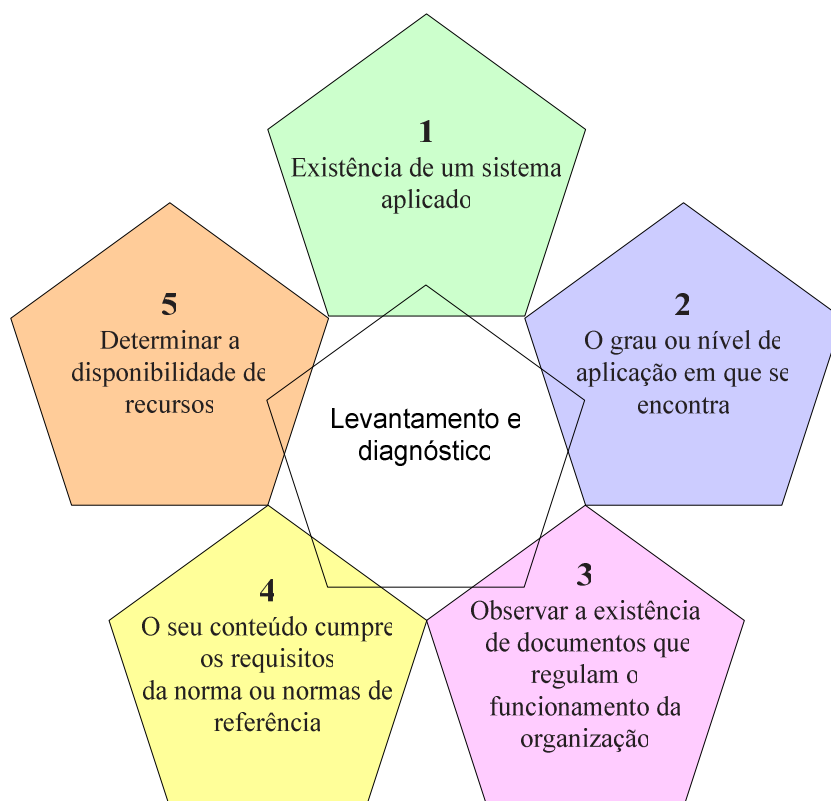 1
Existência de um sistema
aplicado
2
O grau ou nível de
aplicação em que se
encontra
3
Observar a existência
de documentos que
regulam o
funcionamento da
organização
4
O seu conteúdo cumpre
os requisitos
da norma ou normas de
referência
5
Determinar a
disponibilidade de
recursos
Levantamento e
diagnóstico